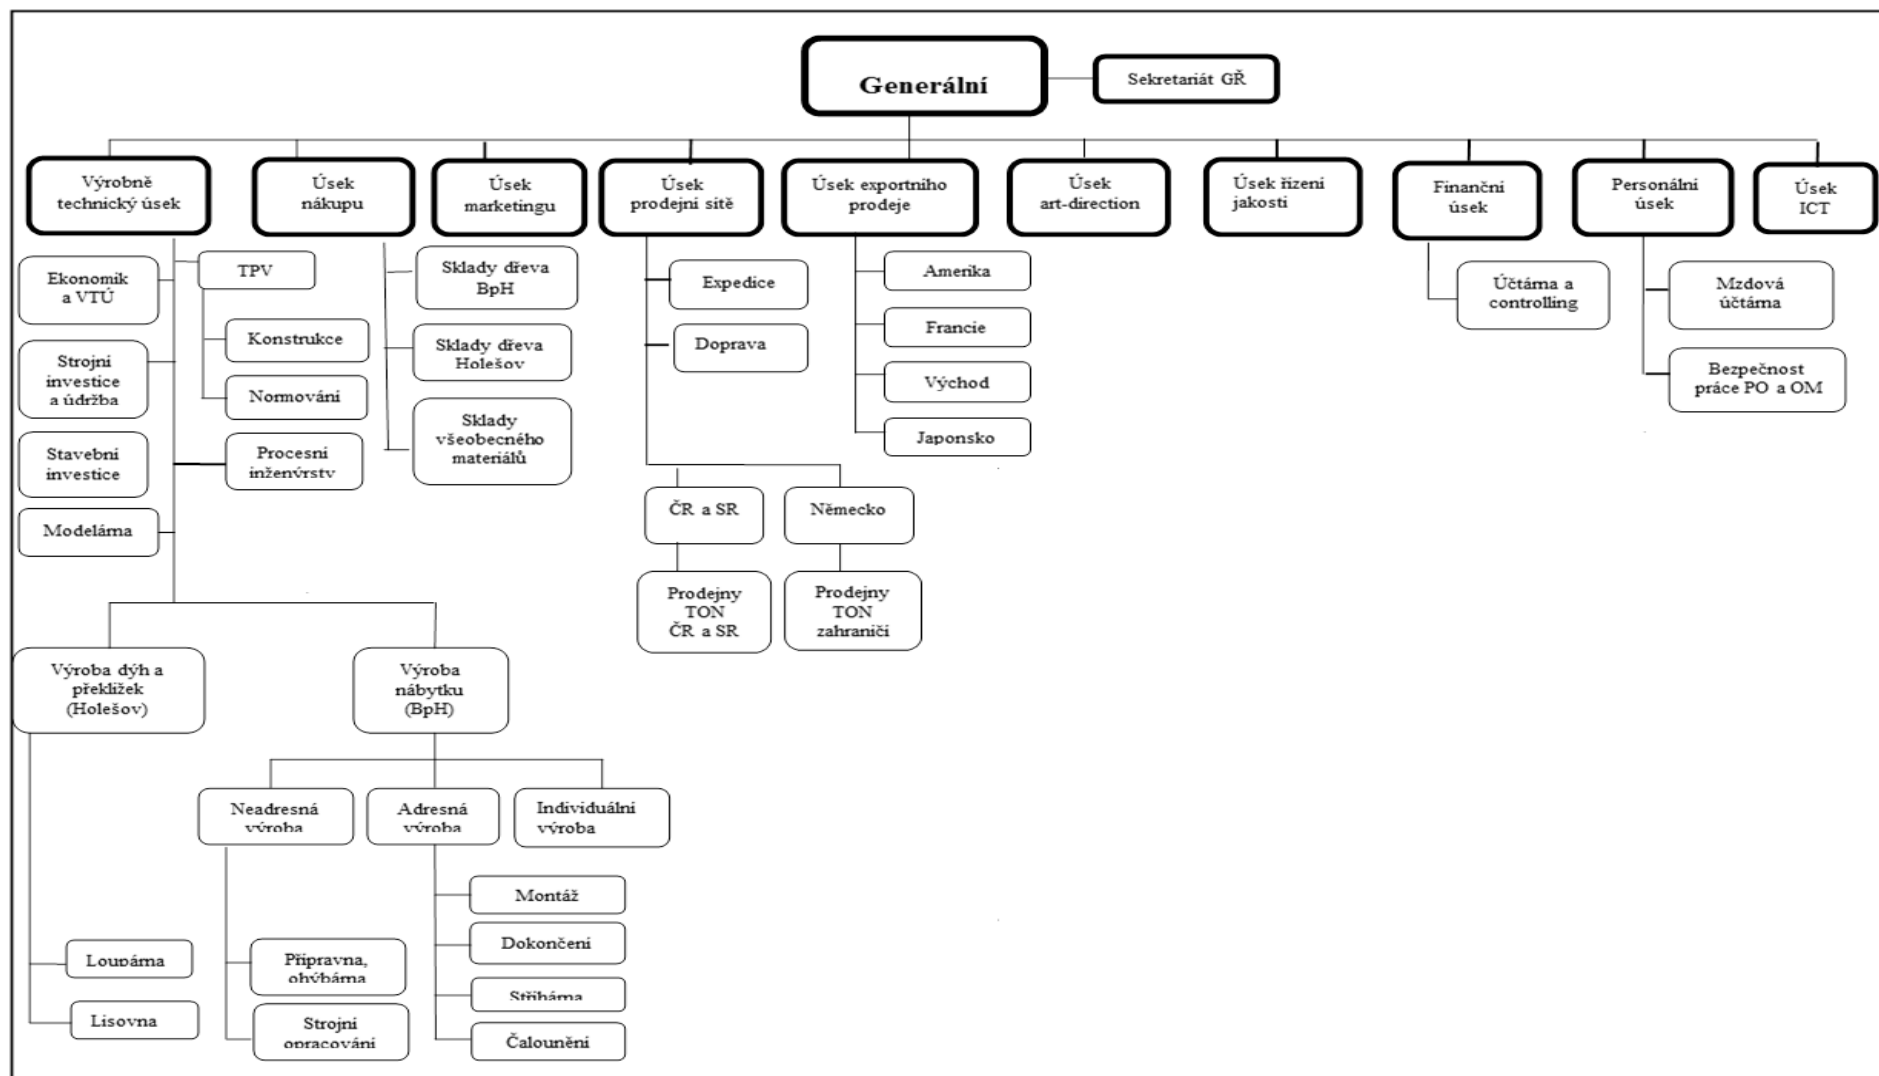 Generální
Sekretariát GŘ
Výrobně
technický úsek
Úsek
nákupu
Úsek
marketingu
Úsek
prodejní sítě
Úsek exportního
prodeje
Úsek
art-direction
Úsek řízení
jakosti
Finanční
úsek
Personální
úsek
Úsek
ICT
Ekonomik
a VTÚ
TPV
Sklady dřeva
BpH
Expedice
Amerika
Účtárna a
controlling
Mzdová
účtárna
Strojní
investice
a údržba
Konstrukce
Sklady dřeva
Holešov
Doprava
Francie
Bezpečnost
práce PO a OM
Normování
Východ
Stavební
investice
Procesní
inženýrstv
Sklady
všeobecného
materiálů
Japonsko
Modelárna
ČR a SR
Německo
Prodejny
TON
ČR a SR
Prodejny
TON
zahraničí
Výroba dýh a
překližek
(Holešov)
Výroba
nábytku
(BpH)
Neadresná
výroba
Adresná
výroba
Individuální
výroba
Montáž
Dokončení
Loupárna
Přípravna,
ohýbárna
Stříhárna
Lisovna
Strojní
opracování
Čalounění